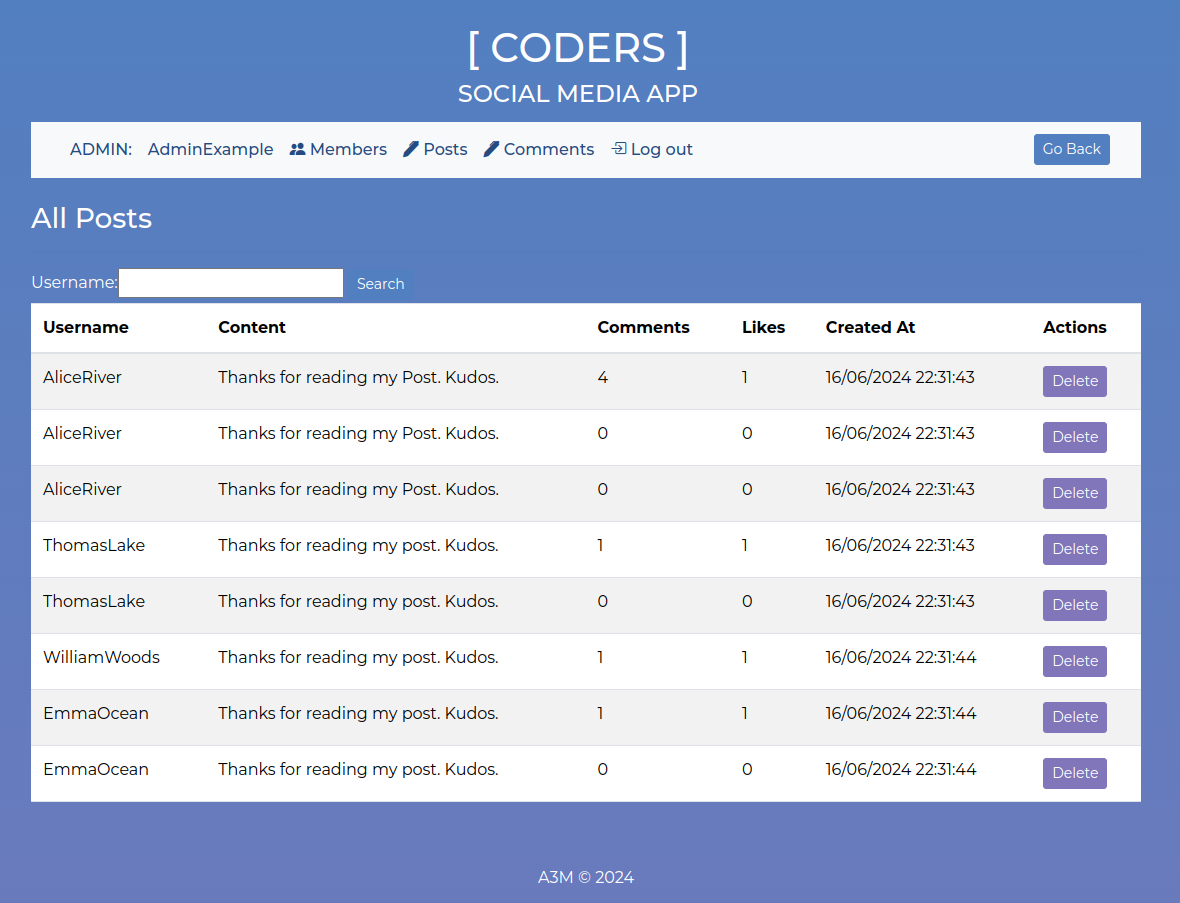 [ CODERS ]
SOCIAL MEDIA APP
ADMIN: AdminExample Members Posts Comments Log out Go Back
All Posts
Username: Search
Username Content Comments Likes Created At Actions
AliceRiver Thanks for reading my Post. Kudos. 4 1 16/06/2024 22:31:43 Delete
AliceRiver Thanks for reading my Post. Kudos. 0 0 16/06/2024 22:31:43 Delete
AliceRiver Thanks for reading my Post. Kudos. 0 0 16/06/2024 22:31:43 Delete
ThomasLake Thanks for reading my post. Kudos. 1 1 16/06/2024 22:31:43 Delete
ThomasLake Thanks for reading my post. Kudos. 0 0 16/06/2024 22:31:43 Delete
WilliamWoods Thanks for reading my post. Kudos. 1 1 16/06/2024 22:31:44 Delete
EmmaOcean Thanks for reading my post. Kudos. 1 1 16/06/2024 22:31:44 Delete
EmmaOcean Thanks for reading my post. Kudos. 0 0 16/06/2024 22:31:44 Delete
A3M © 2024